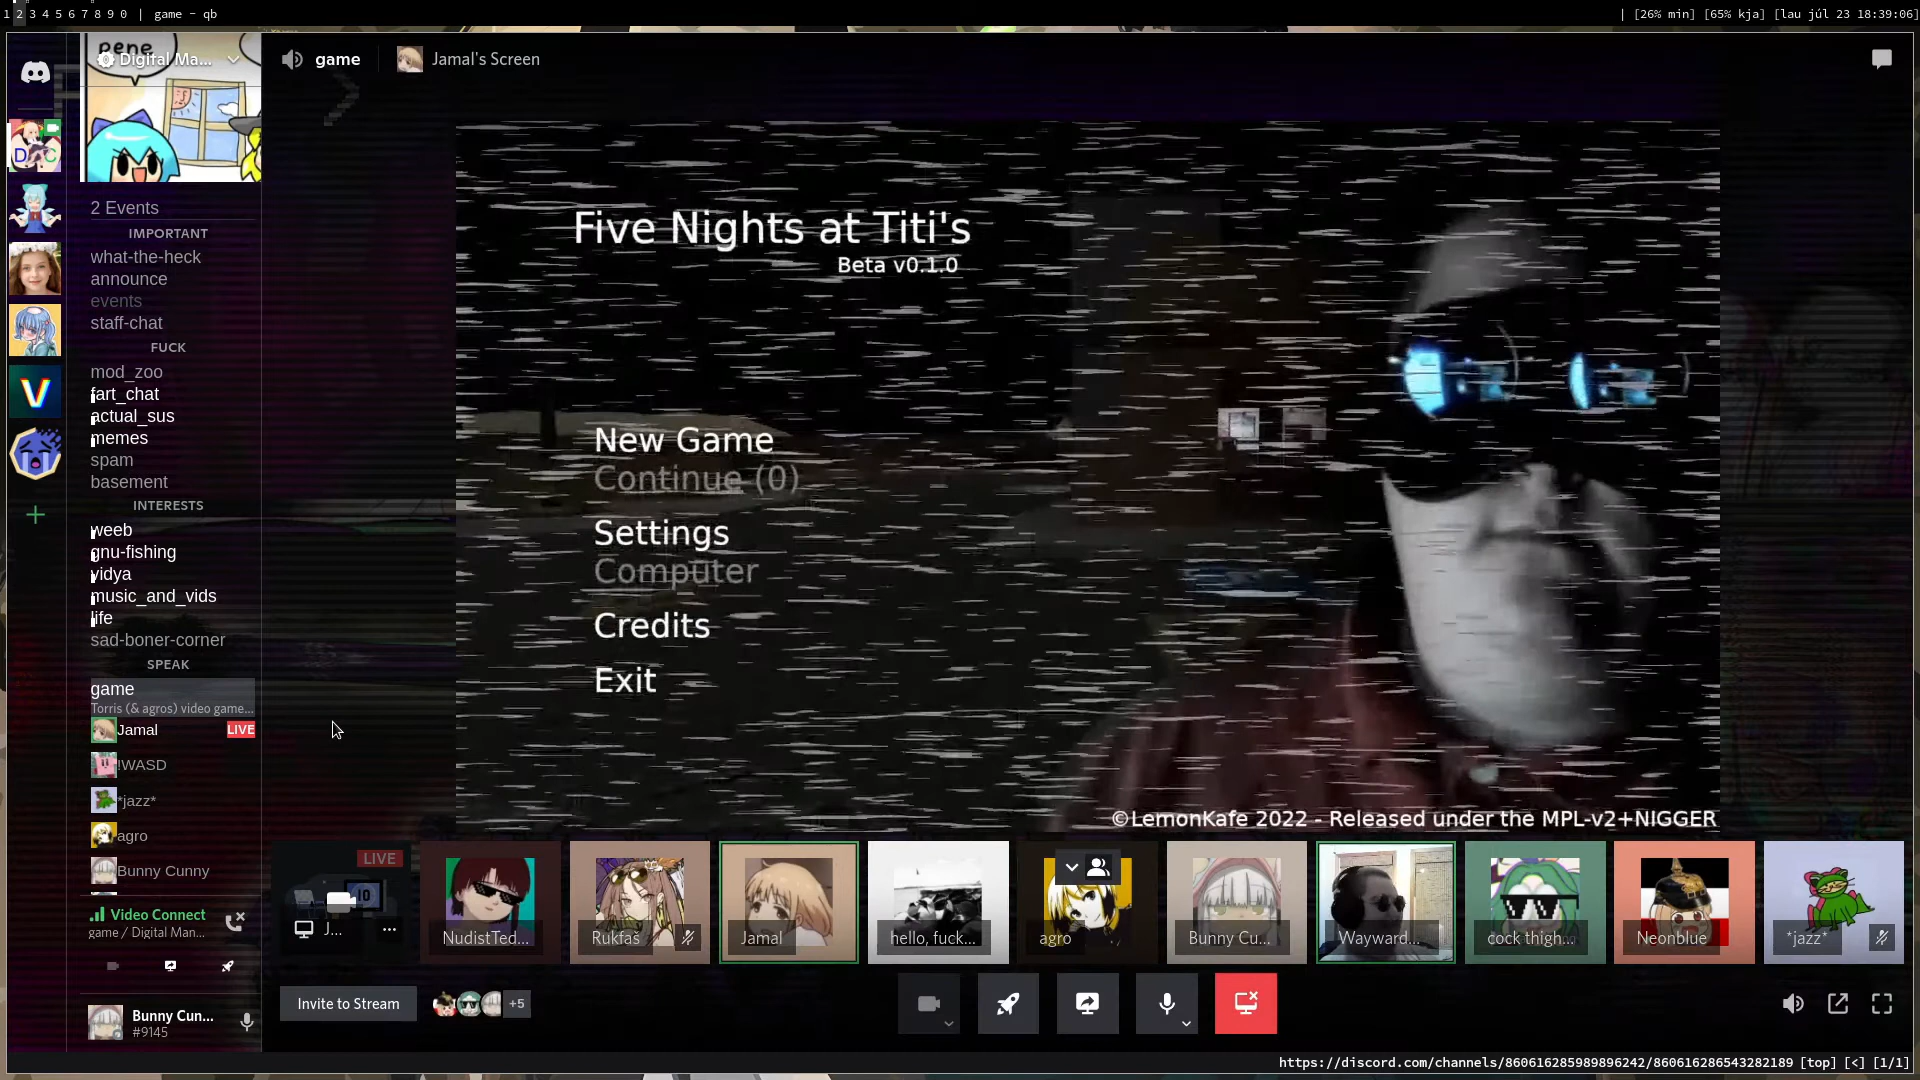 1 2 3 4 5 6 7 8 9 0 | game - qb
| [26% min] [65% kja] [lau júl 23 18:39:06]
pene
Digital Ma...
game
Jamal's Screen
2 Events
IMPORTANT
what-the-heck
announce
events
staff-chat
FUCK
mod_zoo
fart_chat
actual_sus
memes
spam
basement
INTERESTS
weeb
gnu-fishing
vidya
music_and_vids
life
sad-boner-corner
SPEAK
game
Torris (& agros) video game...
Jamal LIVE
!WASD
*jazz*
agro
Bunny Cunny
Video Connect
game / Digital Man...
Bunny Cun...
#9145
Five Nights at Titi's
Beta v0.1.0
New Game
Continue (0)
Settings
Computer
Credits
Exit
©LemonKafe 2022 - Released under the MPL-v2+NIGGER
LIVE
J...
NudistTed...
Rukfaś
Jamal
hello, fuck...
agro
Bunny Cu...
Wayward...
cock thigh...
Neonblue
*jazz*
Invite to Stream
+5
https://discord.com/channels/860616285989896242/860616286543282189 [top] [<] [1/1]